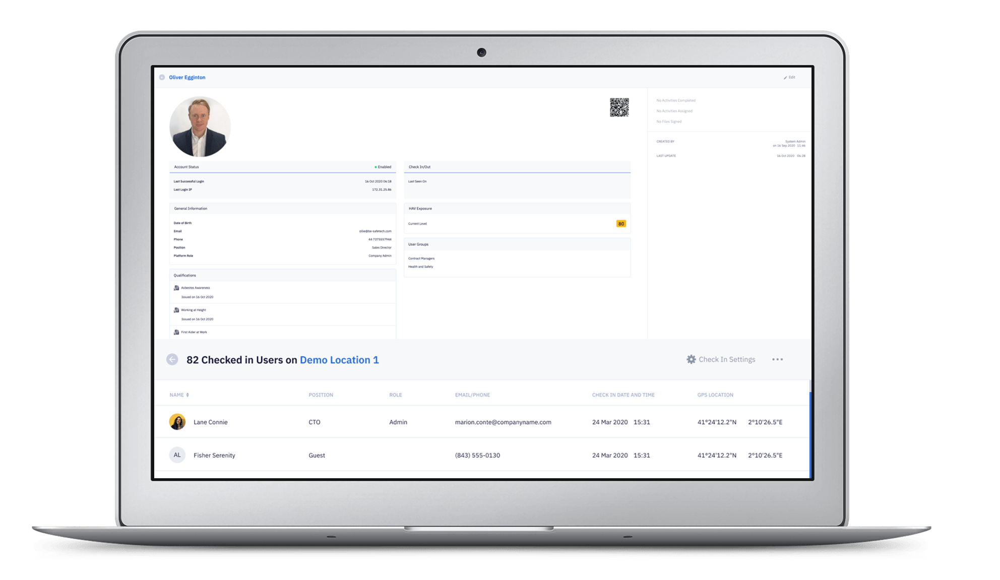 Oliver Egginton
Edit
No Activities Completed
No Activities Assigned
No Files Signed
CREATED BY System Admin
on 16 Sep 2020 11:46
LAST UPDATE 16 Oct 2020 06:28
Account Status Enabled
Last Successful Login 16 Oct 2020 06:18
Last Login IP 172.31.25.86
Check In/Out
Last Seen On
General Information
Date of Birth
Email ollie@be-safetech.com
Phone 44 7375557944
Position Sales Director
Platform Role Company Admin
HAV Exposure
Current Level 80
User Groups
Contract Managers
Health and Safety
Qualifications
Asbestos Awareness
Issued on 16 Oct 2020
Working at Height
Issued on 16 Oct 2020
First Aider at Work
82 Checked in Users on Demo Location 1
Check In Settings
NAME POSITION ROLE EMAIL/PHONE CHECK IN DATE AND TIME GPS LOCATION
Lane Connie CTO Admin marion.conte@companyname.com 24 Mar 2020 15:31 41°24'12.2"N 2°10'26.5"E
AL Fisher Serenity Guest (843) 555-0130 24 Mar 2020 15:31 41°24'12.2"N 2°10'26.5"E